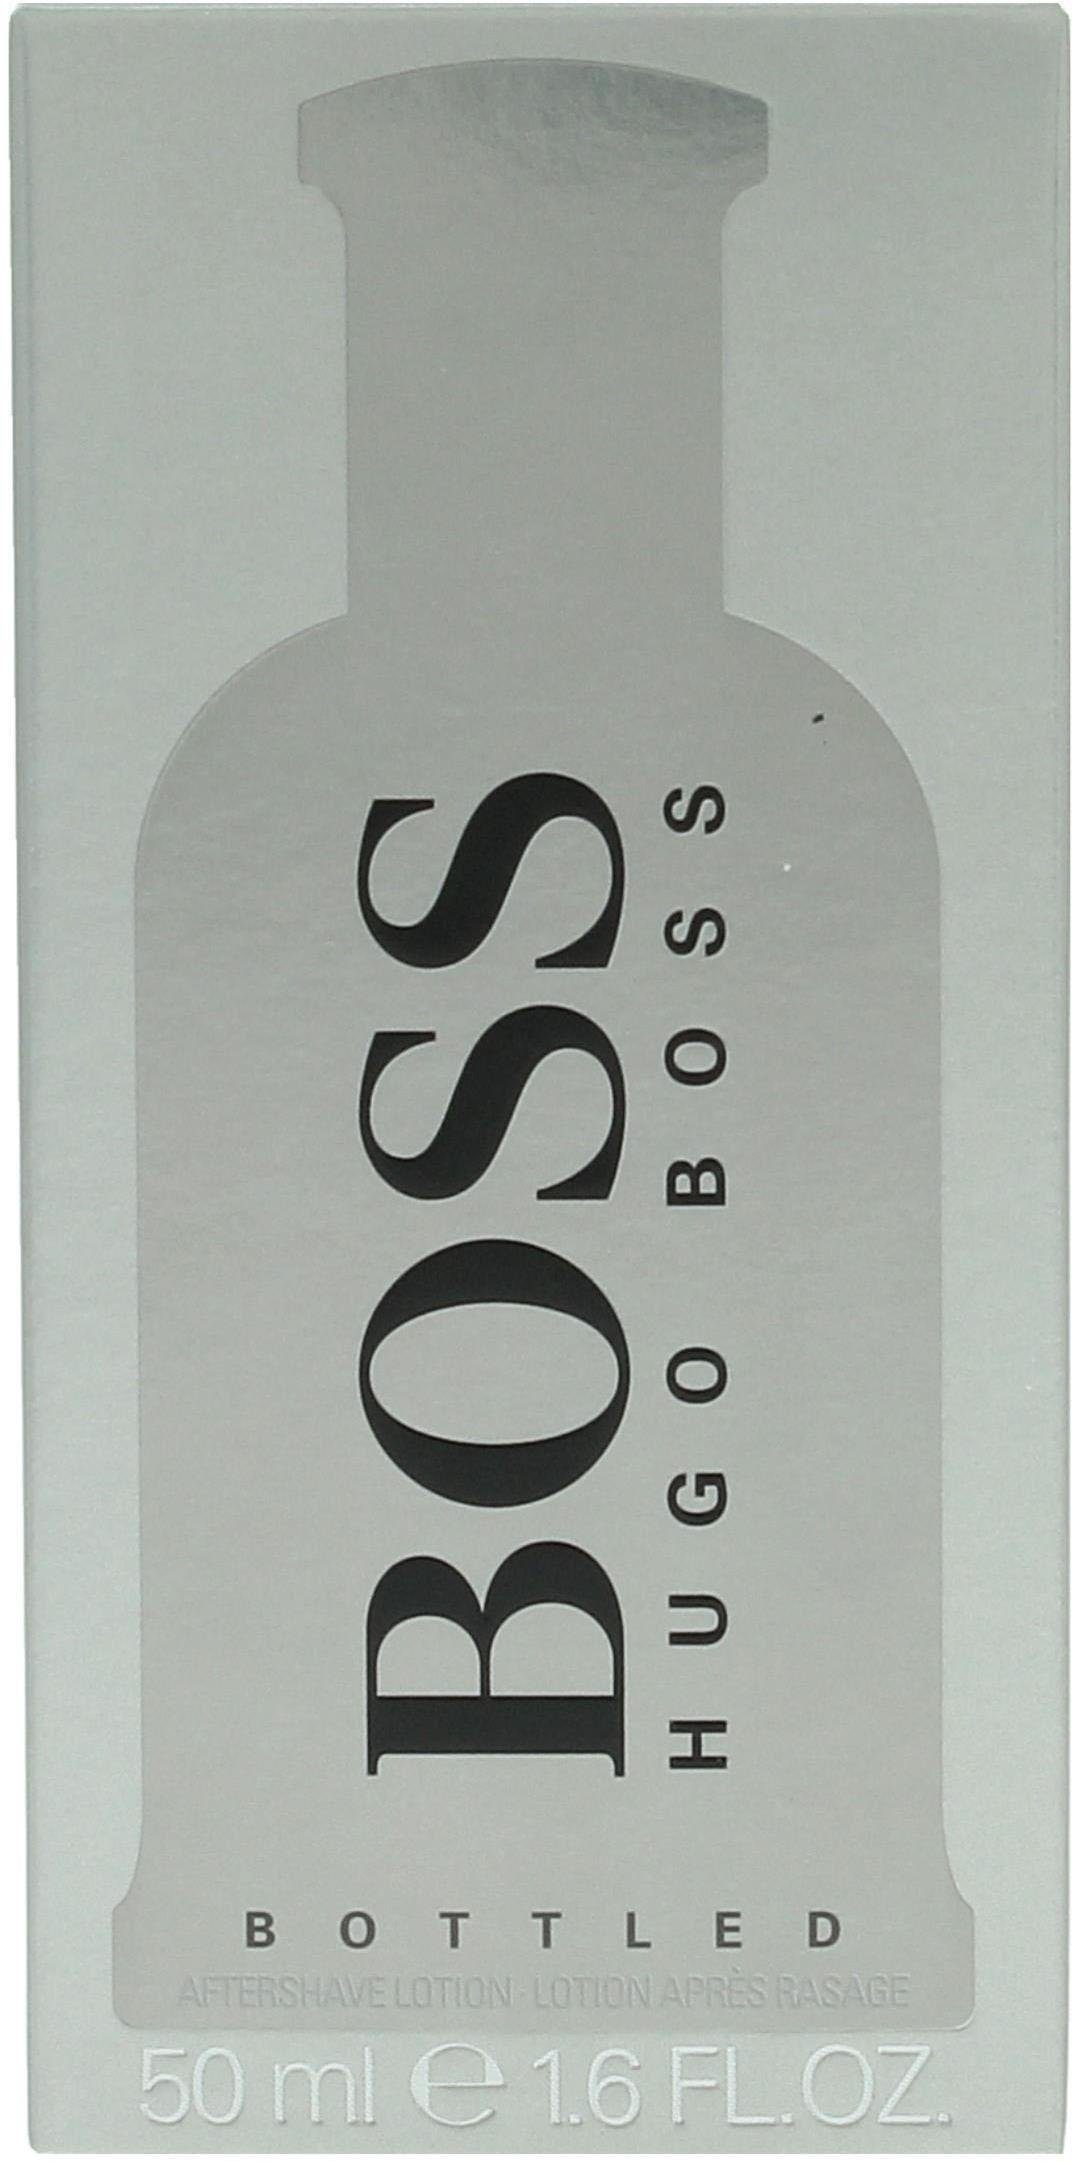 BOSS
HUGO BOSS
BOTTLED
AFTERSHAVE LOTION · LOTION APRÈS RASAGE
50 ml ℮ 1.6 FL.OZ.